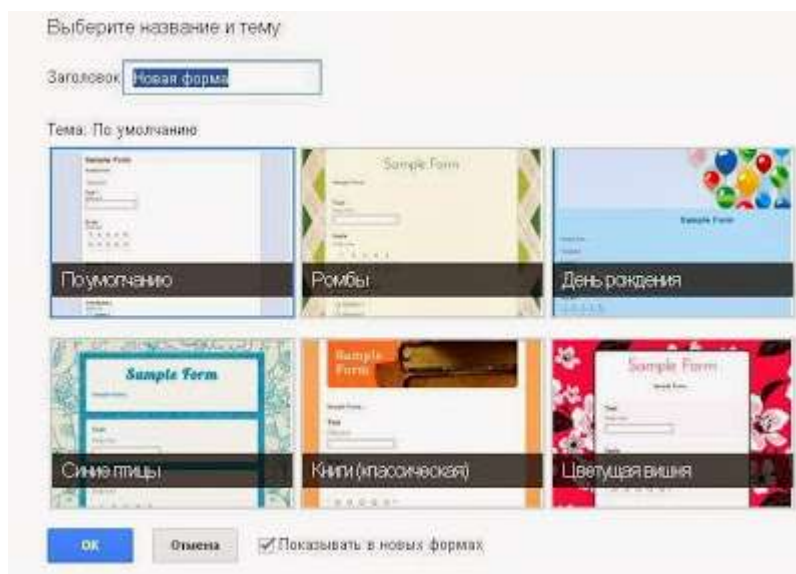 Выберите название и тему
Заголовок Новая форма
Тема: По умолчанию
Sample Form
Sample Form
Sample Form
По умолчанию
Ромбы
День рождения
Sample Form
Sample
Form
Sample Form
Синие птицы
Книги (классическая)
Цветущая вишня
ОК
Отмена
Показывать в новых формах